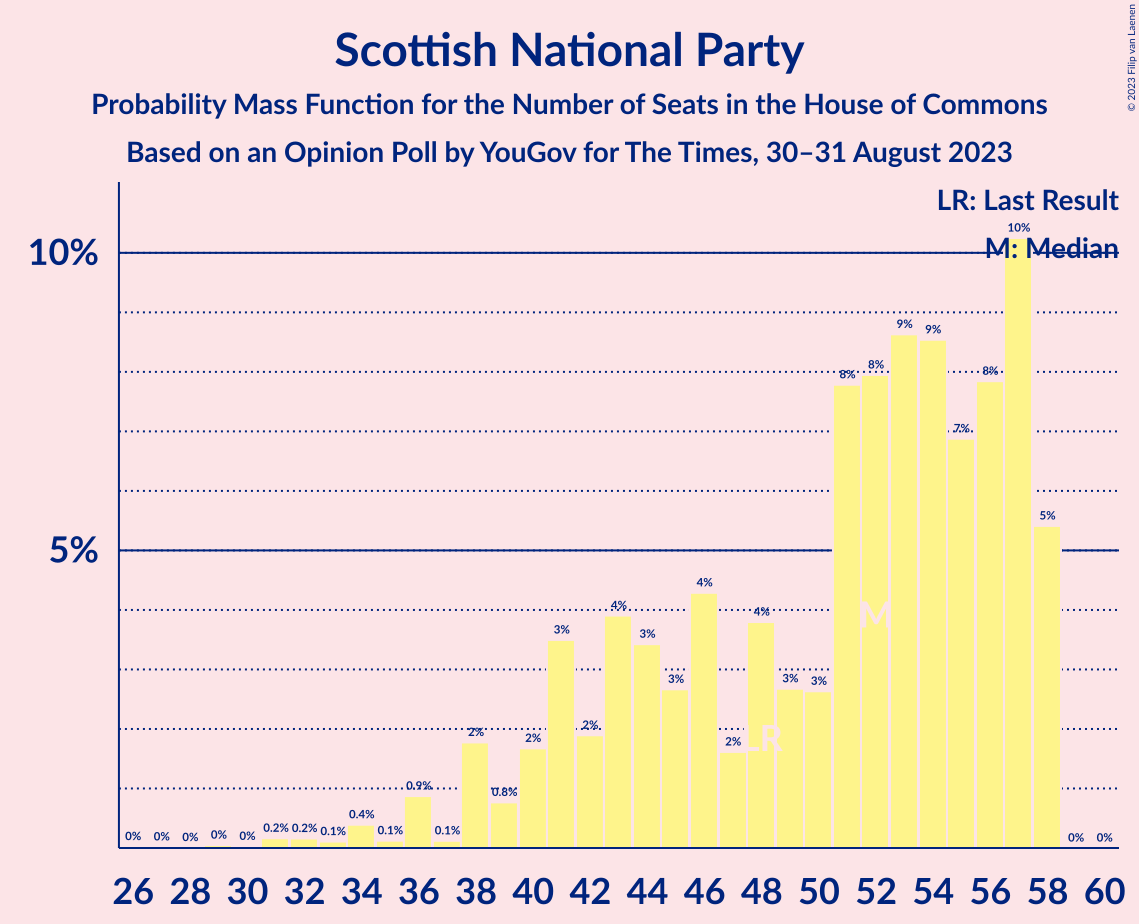 © 2023 Filip van Laenen
Scottish National Party
Probability Mass Function for the Number of Seats in the House of Commons
Based on an Opinion Poll by YouGov for The Times, 30–31 August 2023
LR: Last Result
M: Median
10%
5%
0% 0% 0% 0% 0% 0.2% 0.2% 0.1% 0.4% 0.1% 0.9% 0.1% 2% 0.8% 2% 3% 2% 4% 3% 3% 4% 2% 4% 3% 3% 8% 8% 9% 9% 7% 8% 10% 5% 0% 0%
M
LR
26 28 30 32 34 36 38 40 42 44 46 48 50 52 54 56 58 60